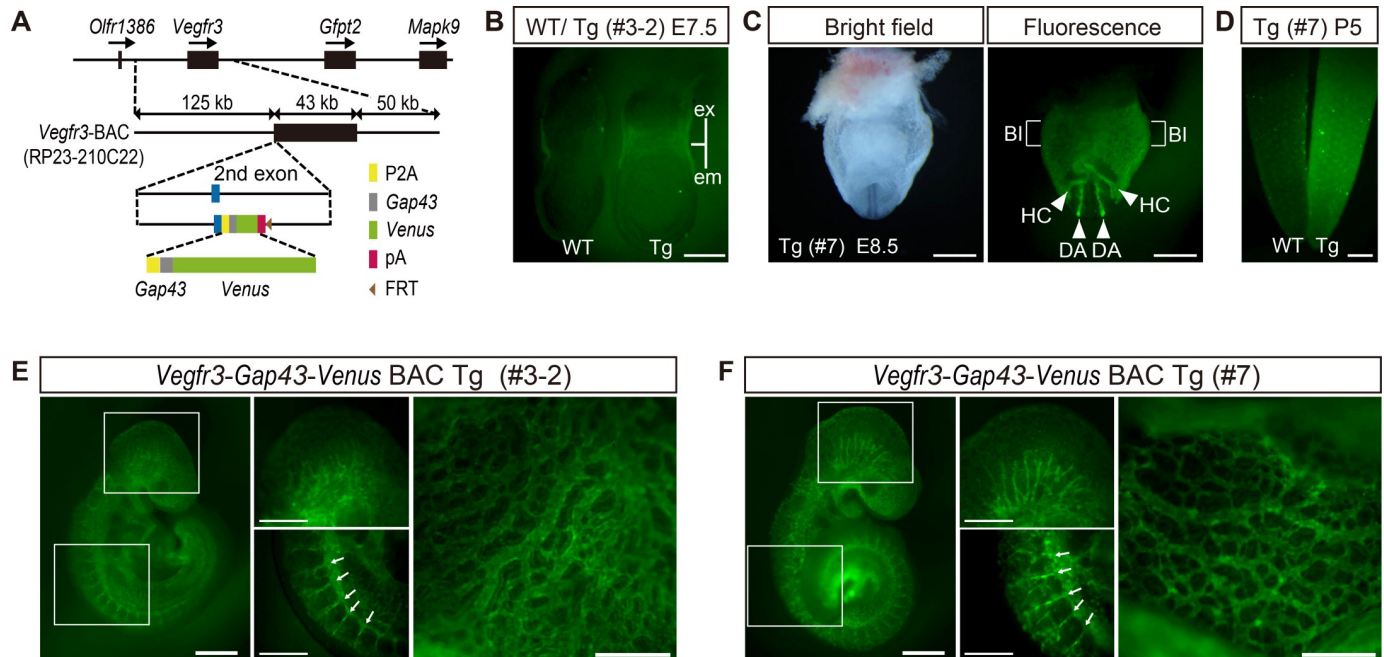 A
Olfr1386 Vegfr3 Gfpt2 Mapk9
125 kb 43 kb 50 kb
Vegfr3-BAC
(RP23-210C22)
2nd exon
P2A
Gap43
Venus
pA
FRT
Gap43 Venus
B
WT/ Tg (#3-2) E7.5
ex
em
WT Tg
C
Bright field Fluorescence
Tg (#7) E8.5
BI BI
HC HC
DA DA
D
Tg (#7) P5
WT Tg
E
Vegfr3-Gap43-Venus BAC Tg (#3-2)
F
Vegfr3-Gap43-Venus BAC Tg (#7)